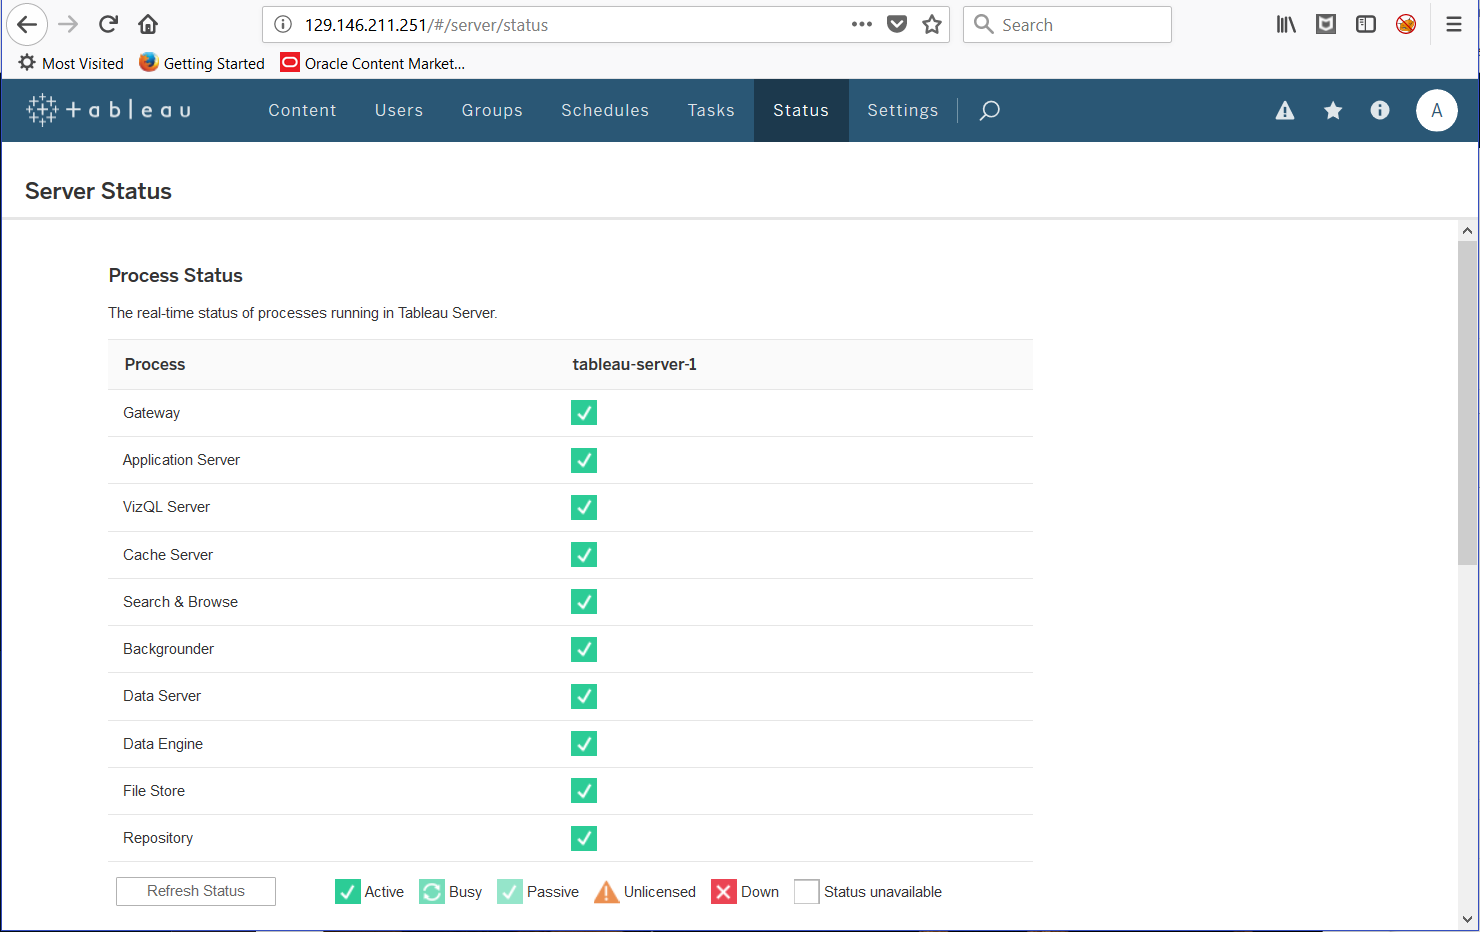 129.146.211.251/#/server/status
Search
Most Visited Getting Started Oracle Content Market...
+ a b | e a u Content Users Groups Schedules Tasks Status Settings A
Server Status
Process Status
The real-time status of processes running in Tableau Server.
Process tableau-server-1
Gateway
Application Server
VizQL Server
Cache Server
Search & Browse
Backgrounder
Data Server
Data Engine
File Store
Repository
Refresh Status Active Busy Passive Unlicensed Down Status unavailable